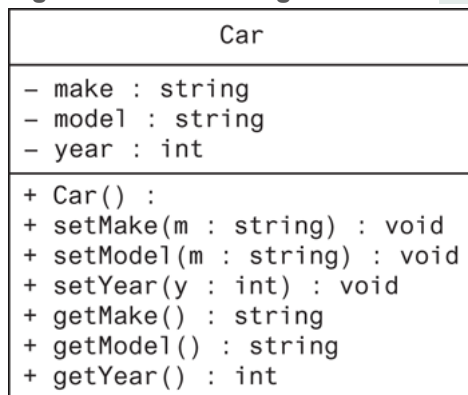 Car
– make : string
– model : string
– year : int
+ Car() :
+ setMake(m : string) : void
+ setModel(m : string) : void
+ setYear(y : int) : void
+ getMake() : string
+ getModel() : string
+ getYear() : int